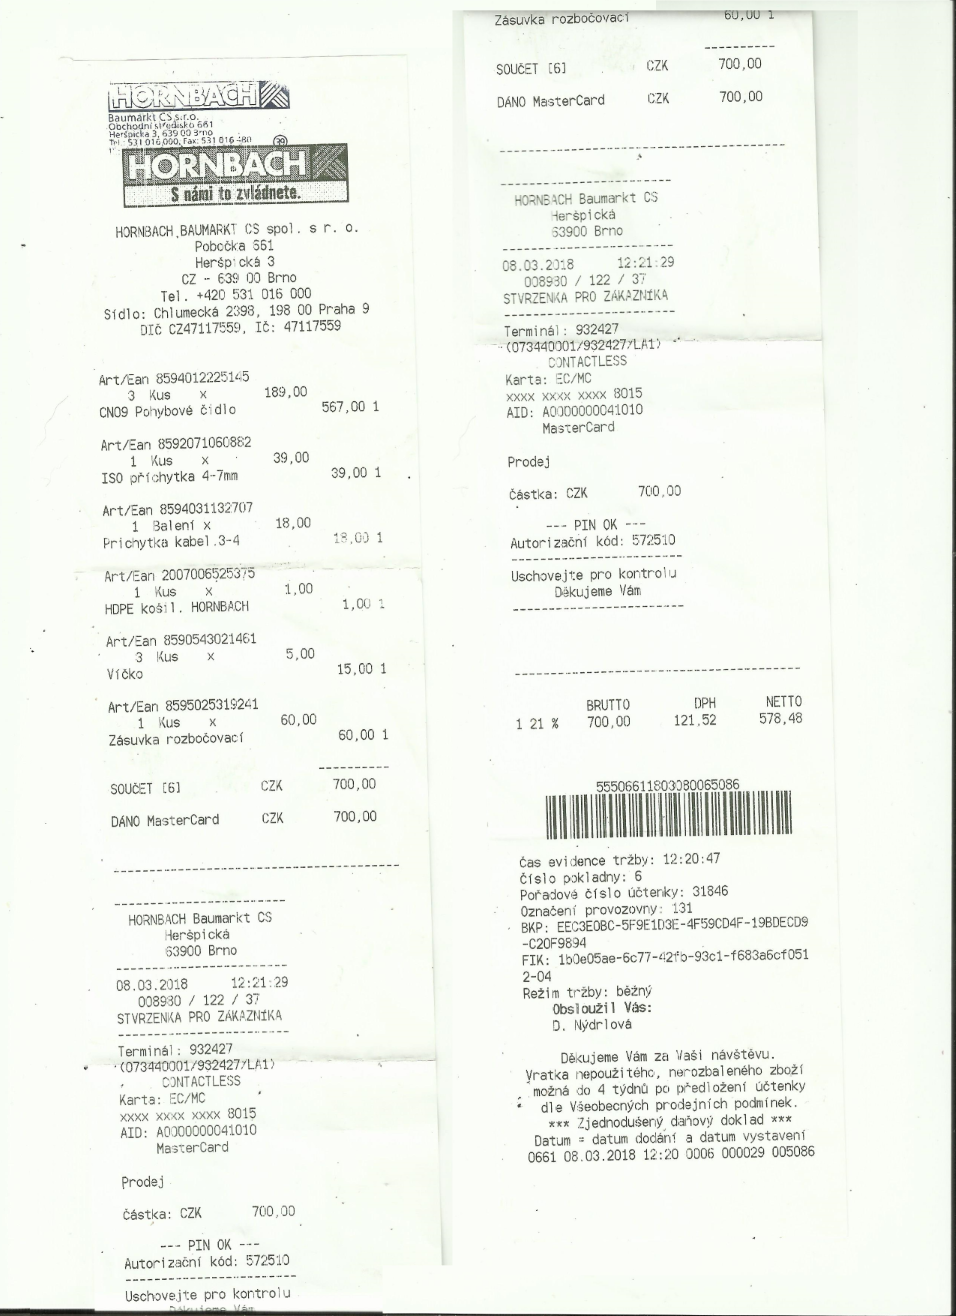 HORNBACH
Baumarkt CS s.r.o.
Obchodní středisko 661
Heršpická 3, 639 00 Brno
Tel.: 531 016 000, Fax: 531 016 480
39
HORNBACH
S námi to zvládnete.
HORNBACH BAUMARKT CS spol. s r. o.
Pobočka 661
Heršpická 3
CZ - 639 00 Brno
Tel. +420 531 016 000
Sídlo: Chlumecká 2398, 198 00 Praha 9
DIČ CZ47117559, IČ: 47117559
Art/Ean 8594012225145
3 Kus x 189,00
CN09 Pohybové čidlo 567,00 1
Art/Ean 8592071060882
1 Kus x 39,00
ISO příchytka 4-7mm 39,00 1
Art/Ean 8594031132707
1 Balení x 18,00
Prichytka kabel.3-4 18,00 1
Art/Ean 2007006525375
1 Kus x 1,00
HDPE košil. HORNBACH 1,00 1
Art/Ean 8590543021461
3 Kus x 5,00
Víčko 15,00 1
Art/Ean 8595025319241
1 Kus x 60,00
Zásuvka rozbočovací 60,00 1
SOUČET [6] CZK 700,00
DÁNO MasterCard CZK 700,00
HORNBACH Baumarkt CS
Heršpická
63900 Brno
08.03.2018 12:21:29
008980 / 122 / 37
STVRZENKA PRO ZÁKAZNÍKA
Terminál: 932427
(073440001/932427/LA1)
CONTACTLESS
Karta: EC/MC
xxxx xxxx xxxx 8015
AID: A0000000041010
MasterCard
Prodej
Částka: CZK 700,00
--- PIN OK ---
Autorizační kód: 572510
Uschovejte pro kontrolu
Děkujeme Vám
Zásuvka rozbočovací 60,00 1
SOUČET [6] CZK 700,00
DÁNO MasterCard CZK 700,00
HORNBACH Baumarkt CS
Heršpická
63900 Brno
08.03.2018 12:21:29
008980 / 122 / 37
STVRZENKA PRO ZÁKAZNÍKA
Terminál: 932427
(073440001/932427/LA1)
CONTACTLESS
Karta: EC/MC
xxxx xxxx xxxx 8015
AID: A0000000041010
MasterCard
Prodej
Částka: CZK 700,00
--- PIN OK ---
Autorizační kód: 572510
Uschovejte pro kontrolu
Děkujeme Vám
BRUTTO DPH NETTO
1 21 % 700,00 121,52 578,48
55506611803080065086
Čas evidence tržby: 12:20:47
Číslo pokladny: 6
Pořadové číslo účtenky: 31846
Označení provozovny: 131
BKP: EEC3E0BC-5F9E1D3E-4F59CD4F-19BDECD9
-C20F9894
FIK: 1b0e05ae-6c77-42fb-93c1-f683a6cf051
2-04
Režim tržby: běžný
Obsloužil Vás:
D. Nýdrlová
Děkujeme Vám za Vaši návštěvu.
Vratka nepoužitého, nerozbaleného zboží
možná do 4 týdnů po předložení účtenky
dle Všeobecných prodejních podmínek.
*** Zjednodušený daňový doklad ***
Datum = datum dodání a datum vystavení
0661 08.03.2018 12:20 0006 000029 005086